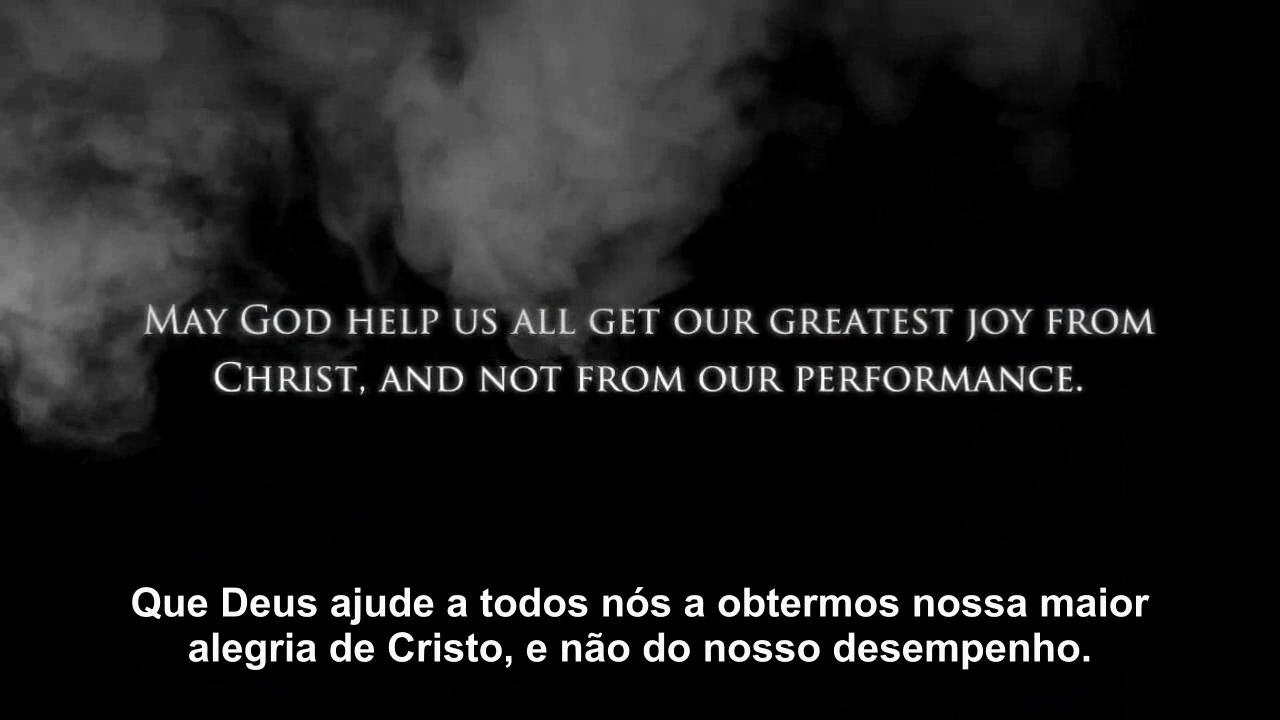 May God help us all get our greatest joy from
Christ, and not from our performance.
Que Deus ajude a todos nós a obtermos nossa maior
alegria de Cristo, e não do nosso desempenho.